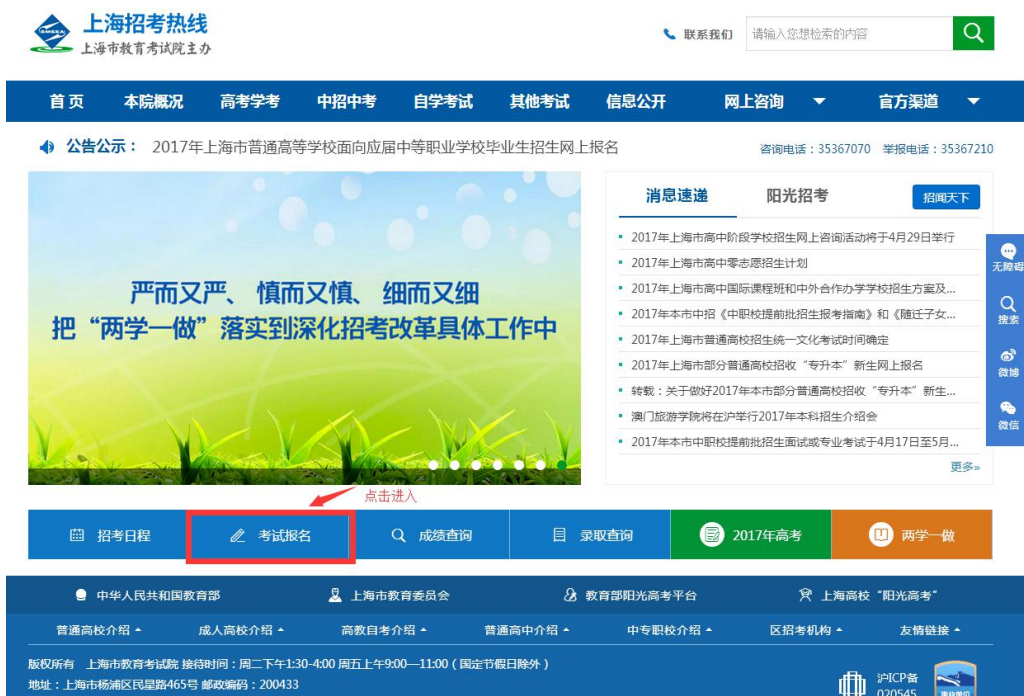 上海招考热线
SMEEA
上海市教育考试院主办
联系我们
请输入您想检索的内容
首页 本院概况 高考学考 中招中考 自学考试 其他考试 信息公开 网上咨询 官方渠道
公告公示： 2017年上海市普通高等学校面向应届中等职业学校毕业生招生网上报名
咨询电话：35367070 举报电话：35367210
严而又严、 慎而又慎、 细而又细
把“两学一做”落实到深化招考改革具体工作中
消息速递 阳光招考 招闻天下
2017年上海市高中阶段学校招生网上咨询活动将于4月29日举行
2017年上海市高中零志愿招生计划
2017年上海市高中国际课程班和中外合作办学学校招生方案及...
2017年本市中招《中职校提前批招生报考指南》和《随迁子女...
2017年上海市普通高校招生统一文化考试时间确定
2017年上海市部分普通高校招收“专升本”新生网上报名
转载：关于做好2017年本市部分普通高校招收“专升本”新生...
澳门旅游学院将在沪举行2017年本科招生介绍会
2017年本市中职校提前批招生面试或专业考试于4月17日至5月...
更多»
无障碍
搜索
微博
微信
点击进入
招考日程 考试报名 成绩查询 录取查询 2017年高考 两学一做
中华人民共和国教育部 上海市教育委员会 教育部阳光高考平台 上海高校“阳光高考”
普通高校介绍 成人高校介绍 高教自考介绍 普通高中介绍 中专职校介绍 区招考机构 友情链接
版权所有 上海市教育考试院 接待时间：周二下午1:30-4:00 周五上午9:00—11:00（国定节假日除外）
地址：上海市杨浦区民星路465号 邮政编码：200433
沪ICP备
020545
事业单位